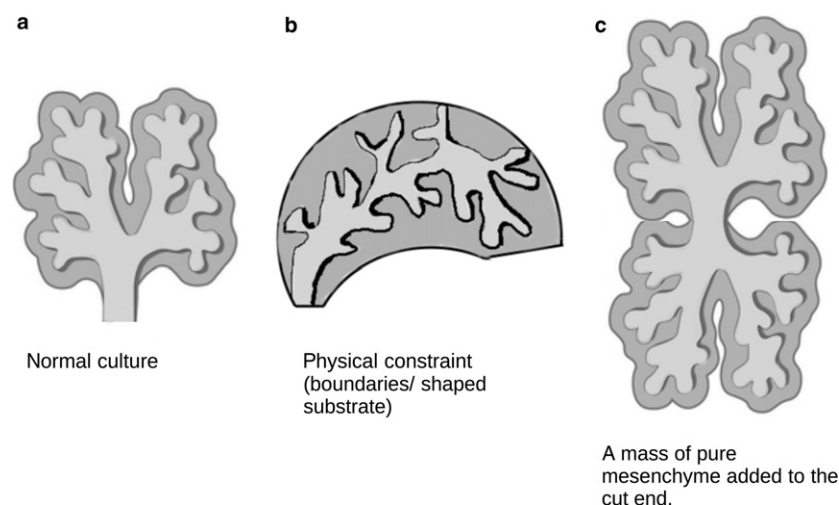 a
b
c
Normal culture
Physical constraint
(boundaries/ shaped
substrate)
A mass of pure
mesenchyme added to the
cut end.